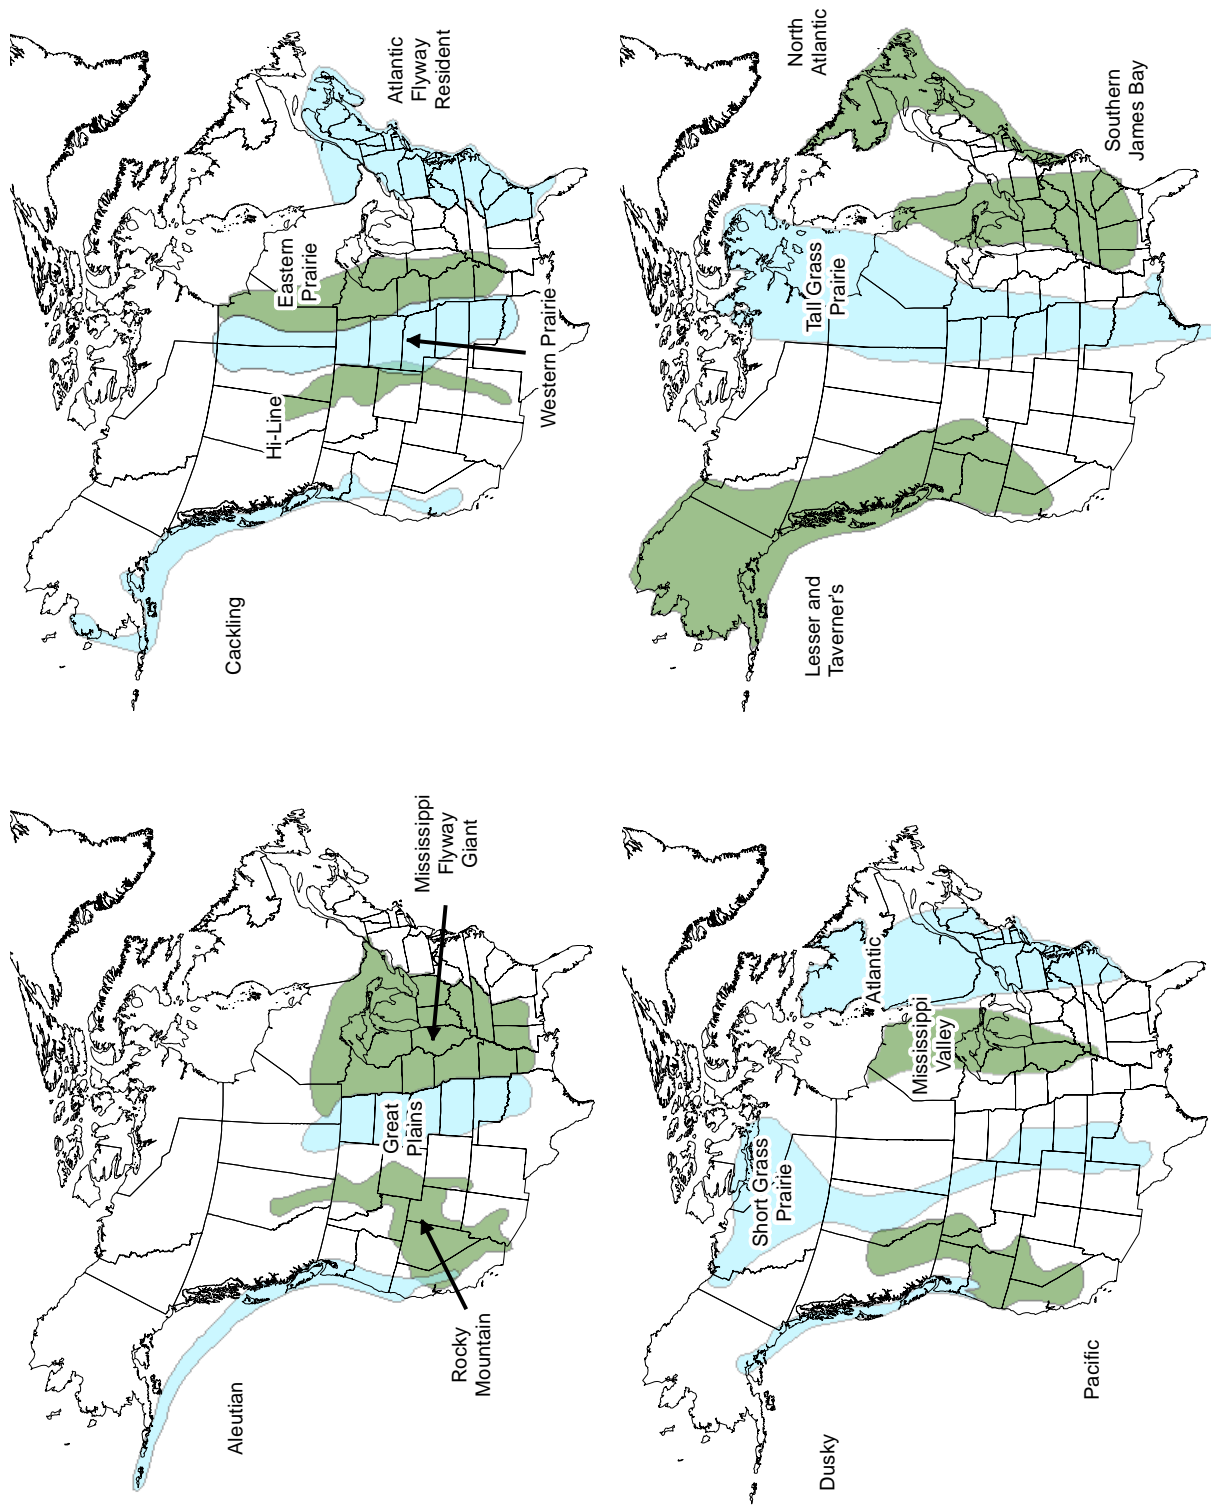 Aleutian
Rocky
Mountain
Great
Plains
Mississippi
Flyway
Giant
Cackling
Hi-Line
Eastern
Prairie
Western Prairie
Atlantic
Flyway
Resident
Dusky
Pacific
Short Grass
Prairie
Mississippi
Valley
Atlantic
Lesser and
Taverner's
Tall Grass
Prairie
Southern
James Bay
North
Atlantic